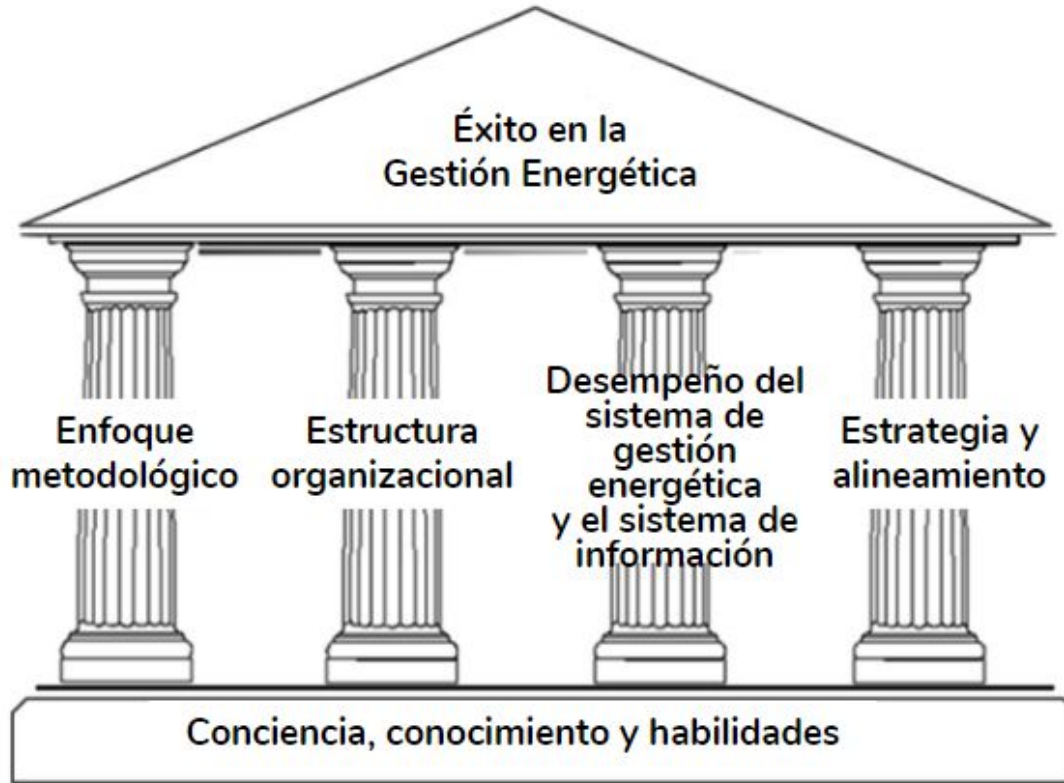 Éxito en la
Gestión Energética
Enfoque
metodológico
Estructura
organizacional
Desempeño del
sistema de
gestión
energética
y el sistema de
información
Estrategia y
alineamiento
Conciencia, conocimiento y habilidades